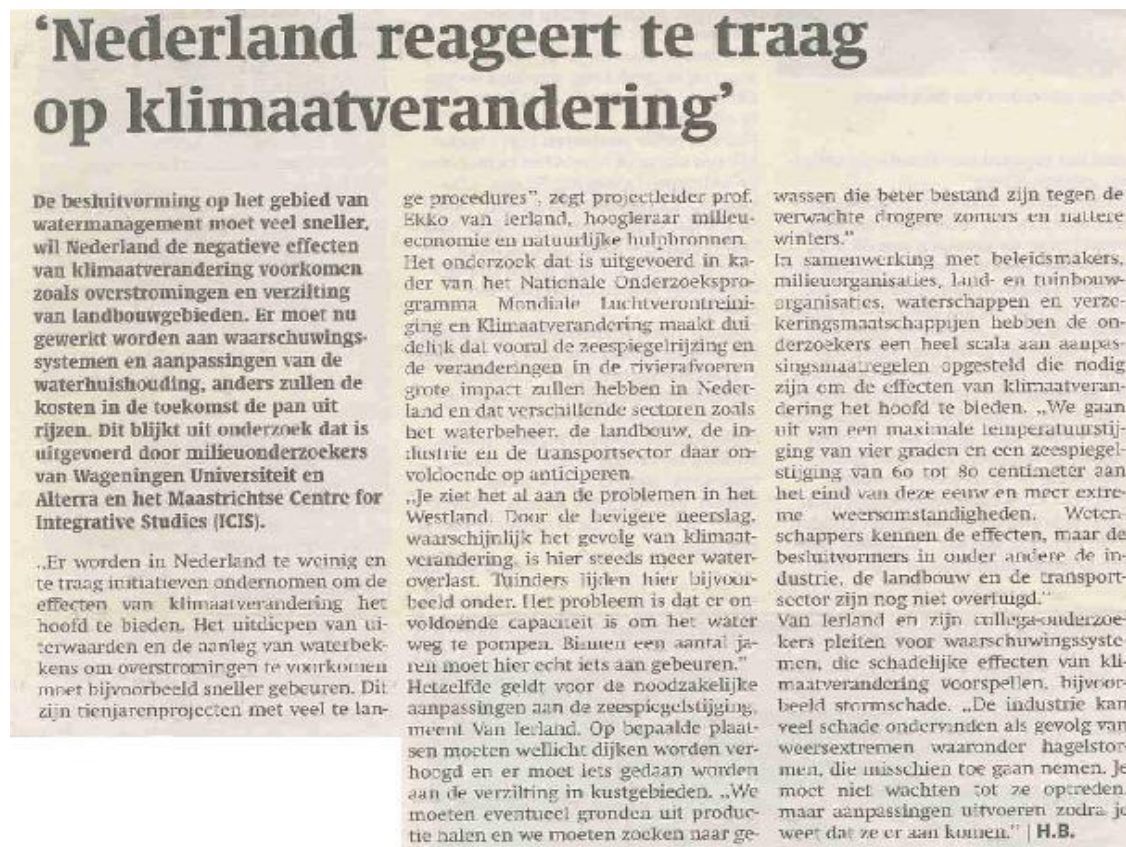 ‘Nederland reageert te traag
op klimaatverandering’
De besluitvorming op het gebied van
watermanagement moet veel sneller,
wil Nederland de negatieve effecten
van klimaatverandering voorkomen
zoals overstromingen en verzilting
van landbouwgebieden. Er moet nu
gewerkt worden aan waarschuwings-
systemen en aanpassingen van de
waterhuishouding, anders zullen de
kosten in de toekomst de pan uit
rijzen. Dit blijkt uit onderzoek dat is
uitgevoerd door milieuonderzoekers
van Wageningen Universiteit en
Alterra en het Maastrichtse Centre for
Integrative Studies (ICIS).
„Er worden in Nederland te weinig en
te traag initiatieven ondernomen om de
effecten van klimaatverandering het
hoofd te bieden. Het uitdiepen van ui-
terwaarden en de aanleg van waterbek-
kens om overstromingen te voorkomen
moet bijvoorbeeld sneller gebeuren. Dit
zijn tienjarenprojecten met veel te lan-
ge procedures”, zegt projectleider prof.
Ekko van Ierland, hoogleraar milieu-
economie en natuurlijke hulpbronnen.
Het onderzoek dat is uitgevoerd in ka-
der van het Nationale Onderzoekspro-
gramma Mondiale Luchtverontreini-
ging en Klimaatverandering maakt dui-
delijk dat vooral de zeespiegelrijzing en
de veranderingen in de rivierafvoeren
grote impact zullen hebben in Neder-
land en dat verschillende sectoren zoals
het waterbeheer, de landbouw, de in-
dustrie en de transportsector daar on-
voldoende op anticiperen.
„Je ziet het al aan de problemen in het
Westland. Door de hevigere neerslag,
waarschijnlijk het gevolg van klimaat-
verandering, is hier steeds meer water-
overlast. Tuinders lijden hier bijvoor-
beeld onder. Het probleem is dat er on-
voldoende capaciteit is om het water
weg te pompen. Binnen een aantal ja-
ren moet hier echt iets aan gebeuren.”
Hetzelfde geldt voor de noodzakelijke
aanpassingen aan de zeespiegelstijging,
meent Van Ierland. Op bepaalde plaat-
sen moeten wellicht dijken worden ver-
hoogd en er moet iets gedaan worden
aan de verzilting in kustgebieden. „We
moeten eventueel gronden uit produc-
tie halen en we moeten zoeken naar ge-
wassen die beter bestand zijn tegen de
verwachte drogere zomers en nattere
winters.”
In samenwerking met beleidsmakers,
milieuorganisaties, land- en tuinbouw-
organisaties, waterschappen en verze-
keringsmaatschappijen hebben de on-
derzoekers een heel scala aan aanpas-
singsmaatregelen opgesteld die nodig
zijn om de effecten van klimaatveran-
dering het hoofd te bieden. „We gaan
uit van een maximale temperatuurstij-
ging van vier graden en een zeespiegel-
stijging van 60 tot 80 centimeter aan
het eind van deze eeuw en meer extre-
me weersomstandigheden. Weten-
schappers kennen de effecten, maar de
besluitvormers in onder andere de in-
dustrie, de landbouw en de transport-
sector zijn nog niet overtuigd.”
Van Ierland en zijn collega-onderzoe-
kers pleiten voor waarschuwingssyste-
men, die schadelijke effecten van kli-
maatverandering voorspellen, bijvoor-
beeld stormschade. „De industrie kan
veel schade ondervinden als gevolg van
weersextremen waaronder hagelstor-
men, die misschien toe gaan nemen. Je
moet niet wachten tot ze optreden,
maar aanpassingen uitvoeren zodra je
weet dat ze er aan komen.” | H.B.